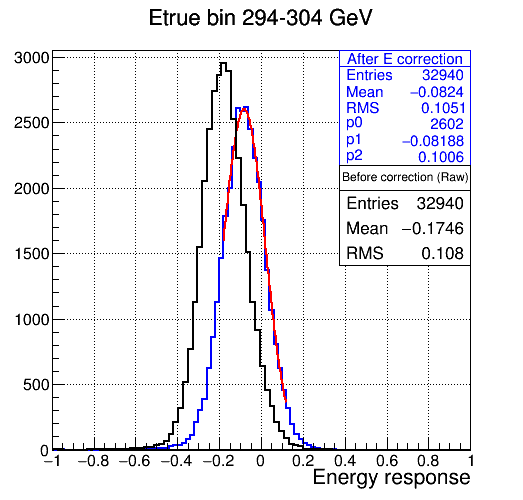 Etrue bin 294-304 GeV
After E correction
Entries 32940
Mean −0.0824
RMS 0.1051
p0 2602
p1 −0.08188
p2 0.1006
Before correction (Raw)
Entries 32940
Mean −0.1746
RMS 0.108
3000
2500
2000
1500
1000
500
0
−1 −0.8 −0.6 −0.4 −0.2 0 0.2 0.4 0.6 0.8 1
Energy response